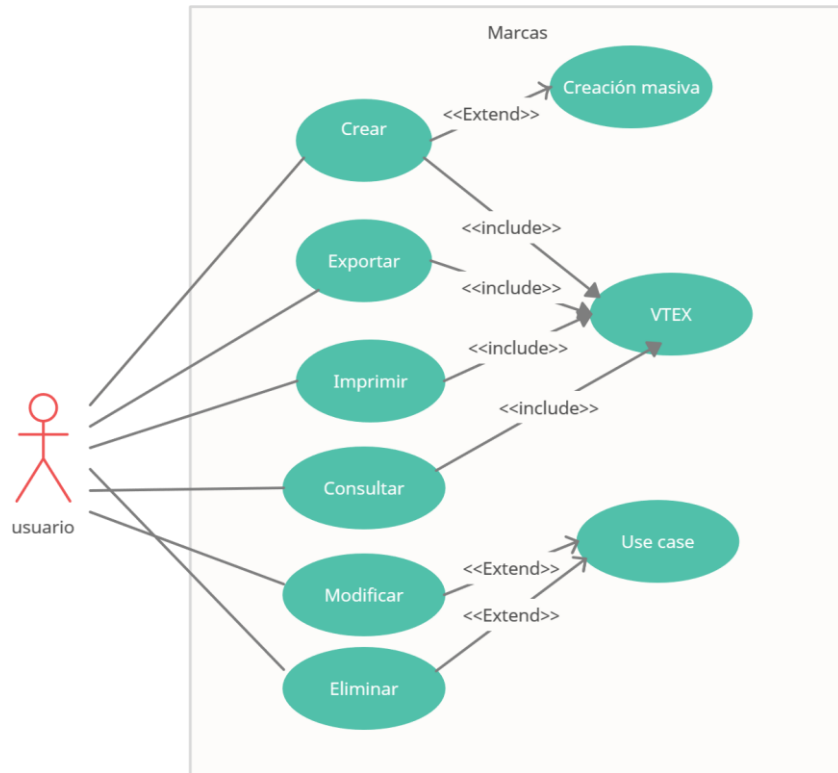 Marcas
Creación masiva
<<Extend>>
Crear
<<include>>
Exportar
<<include>>
VTEX
<<include>>
Imprimir
<<include>>
Consultar
usuario
Use case
<<Extend>>
Modificar
<<Extend>>
Eliminar